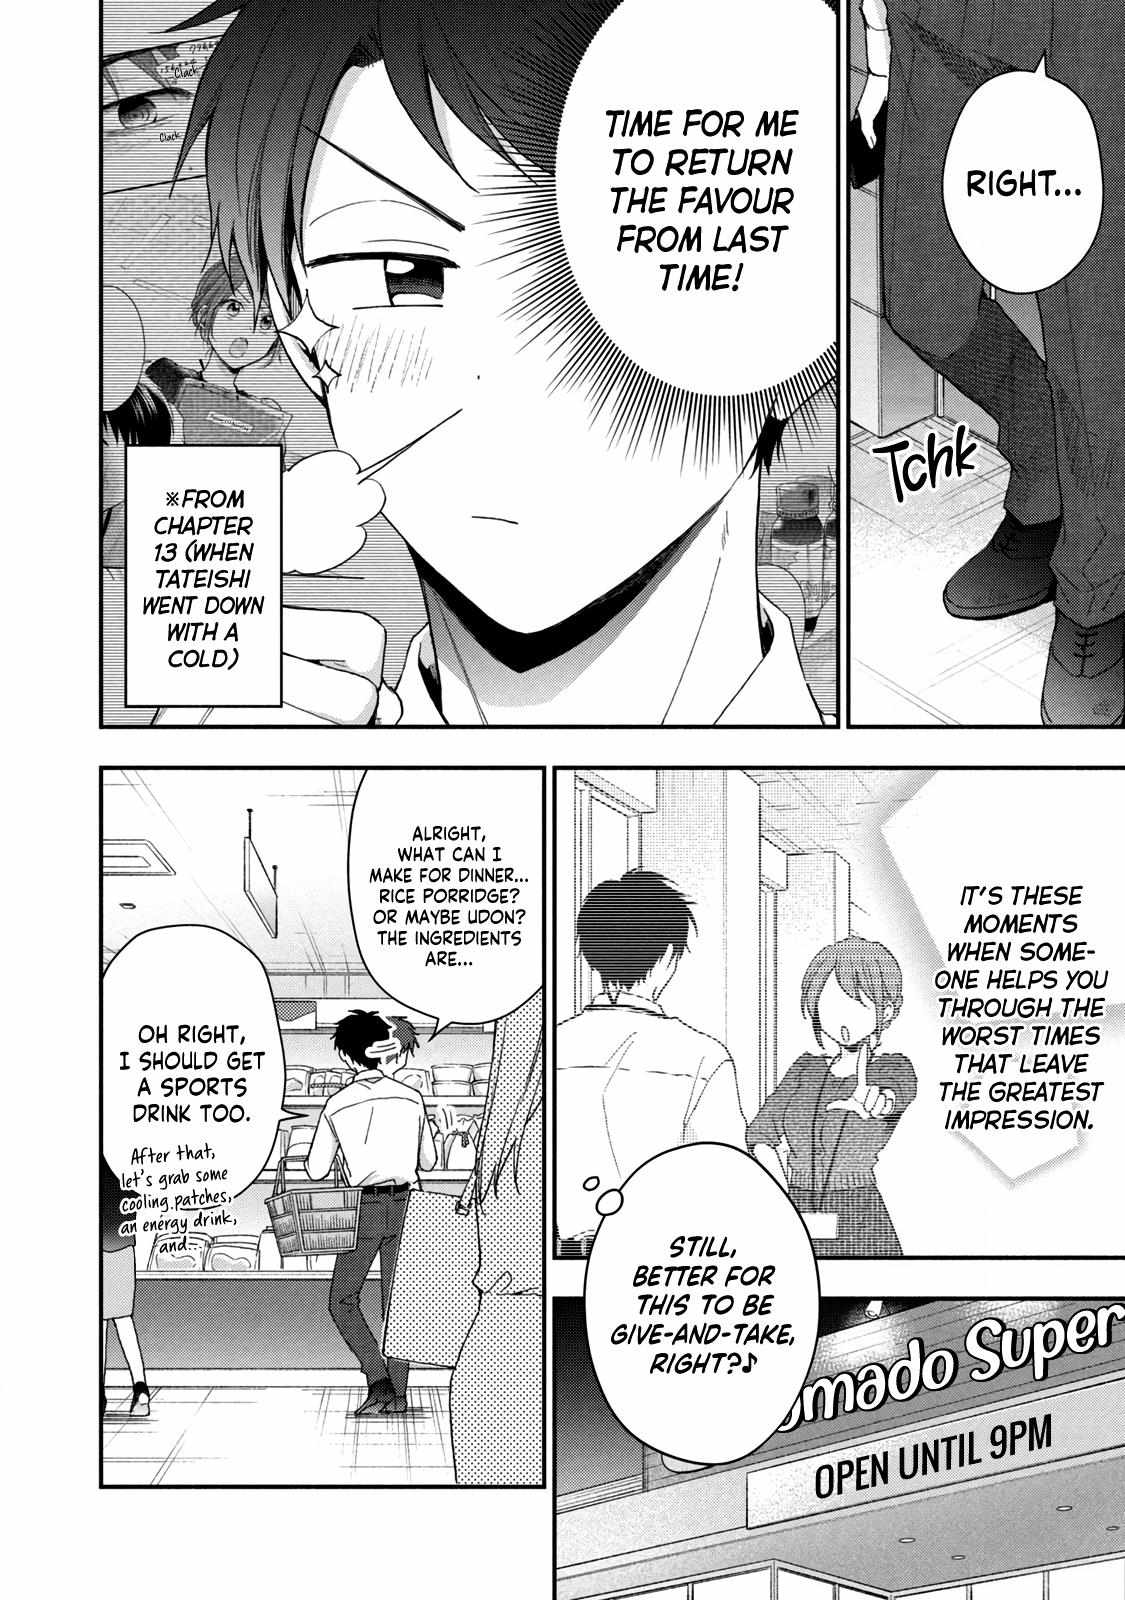 RIGHT...
Tchk
TIME FOR ME
TO RETURN
THE FAVOUR
FROM LAST
TIME!
Clack
Clack
※FROM
CHAPTER
13 (WHEN
TATEISHI
WENT DOWN
WITH A
COLD)
IT'S THESE
MOMENTS
WHEN SOME-
ONE HELPS YOU
THROUGH THE
WORST TIMES
THAT LEAVE
THE GREATEST
IMPRESSION.
STILL,
BETTER FOR
THIS TO BE
GIVE-AND-TAKE,
RIGHT?♪
omado Super
OPEN UNTIL 9PM
ALRIGHT,
WHAT CAN I
MAKE FOR DINNER...
RICE PORRIDGE?
OR MAYBE UDON?
THE INGREDIENTS
ARE...
OH RIGHT,
I SHOULD GET
A SPORTS
DRINK TOO.
After that,
let's grab some
cooling patches,
an energy drink,
and...